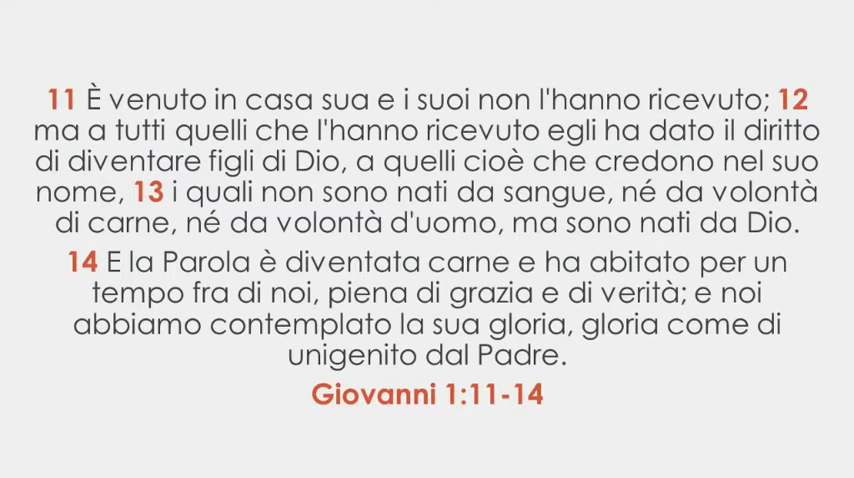 11 È venuto in casa sua e i suoi non l'hanno ricevuto; 12
ma a tutti quelli che l'hanno ricevuto egli ha dato il diritto
di diventare figli di Dio, a quelli cioè che credono nel suo
nome, 13 i quali non sono nati da sangue, né da volontà
di carne, né da volontà d'uomo, ma sono nati da Dio.
14 E la Parola è diventata carne e ha abitato per un
tempo fra di noi, piena di grazia e di verità; e noi
abbiamo contemplato la sua gloria, gloria come di
unigenito dal Padre.
Giovanni 1:11-14